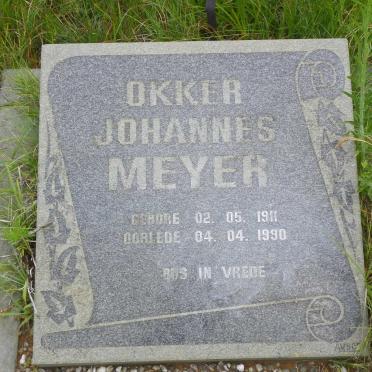 OKKER
JOHANNES
MEYER
GEBORE 02. 05. 1911
OORLEDE 04. 04. 1990
RUS IN VREDE